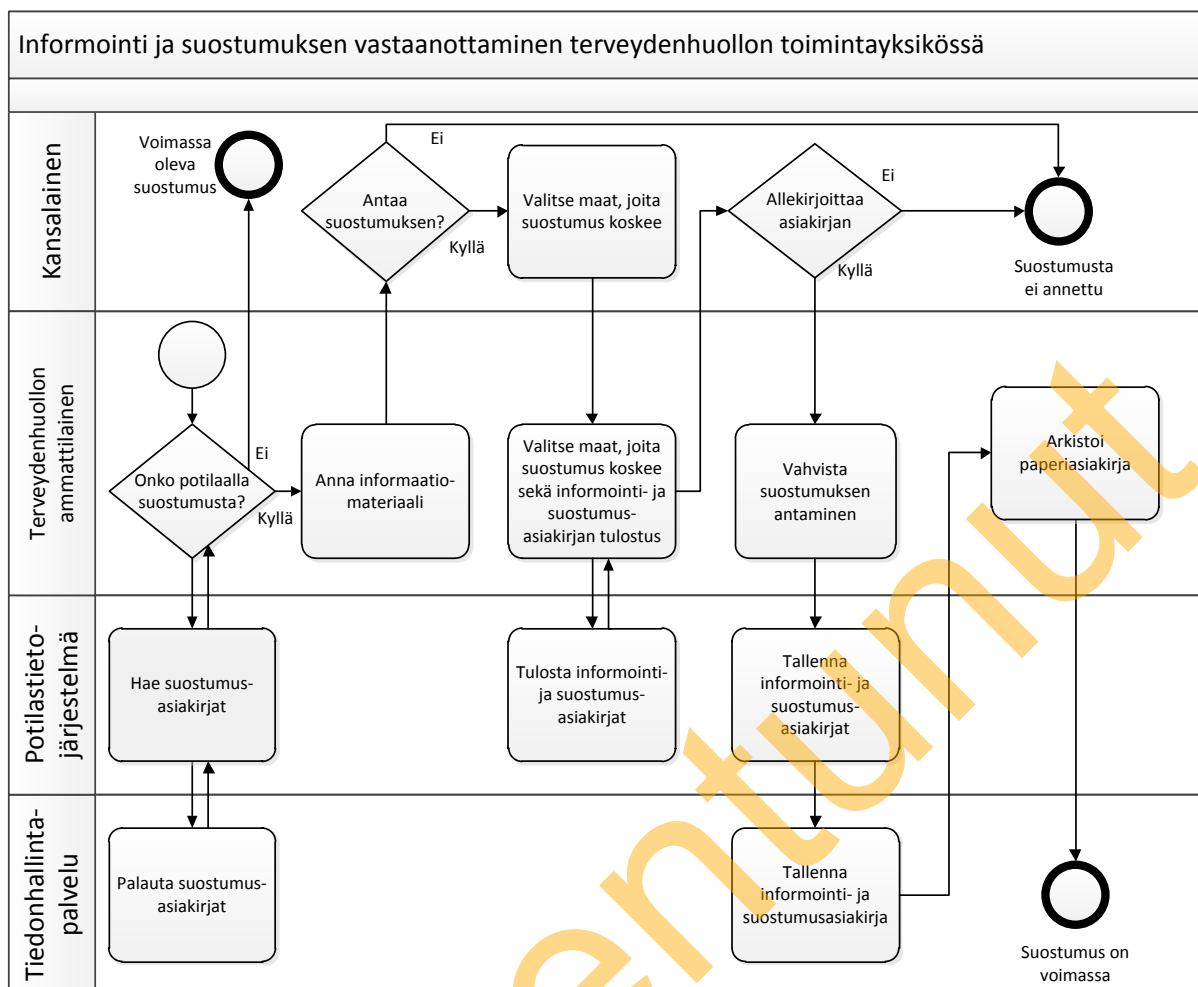 Informointi ja suostumuksen vastaanottaminen terveydenhuollon toimintayksikössä
Kansalainen
Voimassa
oleva
suostumus
Antaa
suostumuksen?
Ei
Kyllä
Valitse maat, joita
suostumus koskee
Allekirjoittaa
asiakirjan
Ei
Kyllä
Suostumusta
ei annettu
Terveydenhuollon
ammattilainen
Onko potilaalla
suostumusta?
Ei
Kyllä
Anna informaatio-
materiaali
Valitse maat, joita
suostumus koskee
sekä informointi- ja
suostumus-
asiakirjan tulostus
Vahvista
suostumuksen
antaminen
Arkistoi
paperiasiakirja
Potilastieto-
järjestelmä
Hae suostumus-
asiakirjat
Tulosta informointi-
ja suostumus-
asiakirjat
Tallenna
informointi- ja
suostumus-
asiakirjat
Tiedonhallinta-
palvelu
Palauta suostumus-
asiakirjat
Tallenna
informointi- ja
suostumusasiakirja
Suostumus on
voimassa
entunut